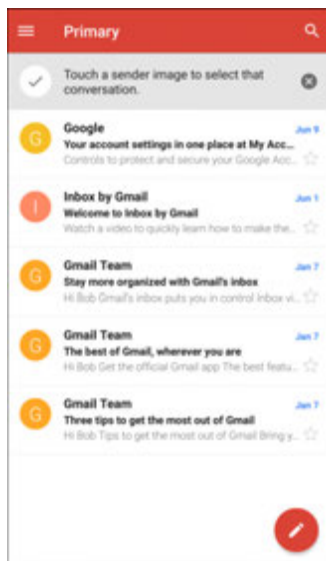 Primary
Touch a sender image to select that
conversation.
G
Google
Jun 9
Your account settings in one place at My Acc...
Controls to protect and secure your Google Acc...
I
Inbox by Gmail
Jun 1
Welcome to Inbox by Gmail
Watch a video to quickly learn how to make the...
G
Gmail Team
Jun 7
Stay more organized with Gmail's inbox
Hi Bob Gmail's inbox puts you in control Inbox vi...
G
Gmail Team
Jun 7
The best of Gmail, wherever you are
Hi Bob Get the official Gmail app The best featu...
G
Gmail Team
Jun 7
Three tips to get the most out of Gmail
Hi Bob Tips to get the most out of Gmail Bring y...